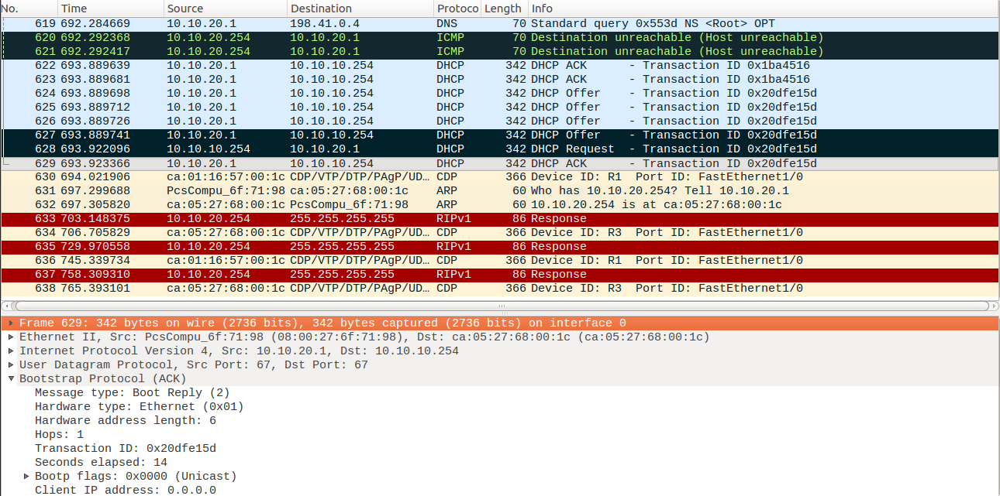 No. Time Source Destination Protoco Length Info
619 692.284669 10.10.20.1 198.41.0.4 DNS 70 Standard query 0x553d NS <Root> OPT
620 692.292368 10.10.20.254 10.10.20.1 ICMP 70 Destination unreachable (Host unreachable)
621 692.292417 10.10.20.254 10.10.20.1 ICMP 70 Destination unreachable (Host unreachable)
622 693.889639 10.10.20.1 10.10.10.254 DHCP 342 DHCP ACK - Transaction ID 0x1ba4516
623 693.889681 10.10.20.1 10.10.10.254 DHCP 342 DHCP ACK - Transaction ID 0x1ba4516
624 693.889698 10.10.20.1 10.10.10.254 DHCP 342 DHCP Offer - Transaction ID 0x20dfe15d
625 693.889712 10.10.20.1 10.10.10.254 DHCP 342 DHCP Offer - Transaction ID 0x20dfe15d
626 693.889726 10.10.20.1 10.10.10.254 DHCP 342 DHCP Offer - Transaction ID 0x20dfe15d
627 693.889741 10.10.20.1 10.10.10.254 DHCP 342 DHCP Offer - Transaction ID 0x20dfe15d
628 693.922096 10.10.10.254 10.10.20.1 DHCP 342 DHCP Request - Transaction ID 0x20dfe15d
629 693.923366 10.10.20.1 10.10.10.254 DHCP 342 DHCP ACK - Transaction ID 0x20dfe15d
630 694.021906 ca:01:16:57:00:1c CDP/VTP/DTP/PAgP/UD… CDP 366 Device ID: R1 Port ID: FastEthernet1/0
631 697.299688 PcsCompu_6f:71:98 ca:05:27:68:00:1c ARP 60 Who has 10.10.20.254? Tell 10.10.20.1
632 697.305820 ca:05:27:68:00:1c PcsCompu_6f:71:98 ARP 60 10.10.20.254 is at ca:05:27:68:00:1c
633 703.148375 10.10.20.254 255.255.255.255 RIPv1 86 Response
634 706.705829 ca:05:27:68:00:1c CDP/VTP/DTP/PAgP/UD… CDP 366 Device ID: R3 Port ID: FastEthernet1/0
635 729.970558 10.10.20.254 255.255.255.255 RIPv1 86 Response
636 745.339734 ca:01:16:57:00:1c CDP/VTP/DTP/PAgP/UD… CDP 366 Device ID: R1 Port ID: FastEthernet1/0
637 758.309310 10.10.20.254 255.255.255.255 RIPv1 86 Response
638 765.393101 ca:05:27:68:00:1c CDP/VTP/DTP/PAgP/UD… CDP 366 Device ID: R3 Port ID: FastEthernet1/0
Frame 629: 342 bytes on wire (2736 bits), 342 bytes captured (2736 bits) on interface 0
Ethernet II, Src: PcsCompu_6f:71:98 (08:00:27:6f:71:98), Dst: ca:05:27:68:00:1c (ca:05:27:68:00:1c)
Internet Protocol Version 4, Src: 10.10.20.1, Dst: 10.10.10.254
User Datagram Protocol, Src Port: 67, Dst Port: 67
Bootstrap Protocol (ACK)
Message type: Boot Reply (2)
Hardware type: Ethernet (0x01)
Hardware address length: 6
Hops: 1
Transaction ID: 0x20dfe15d
Seconds elapsed: 14
Bootp flags: 0x0000 (Unicast)
Client IP address: 0.0.0.0